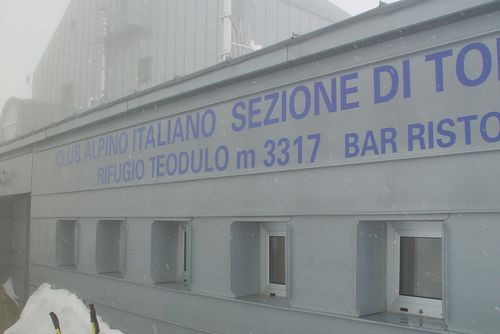 CLUB ALPINO ITALIANO SEZIONE DI TO
RIFUGIO TEODULO m 3317 BAR RISTO